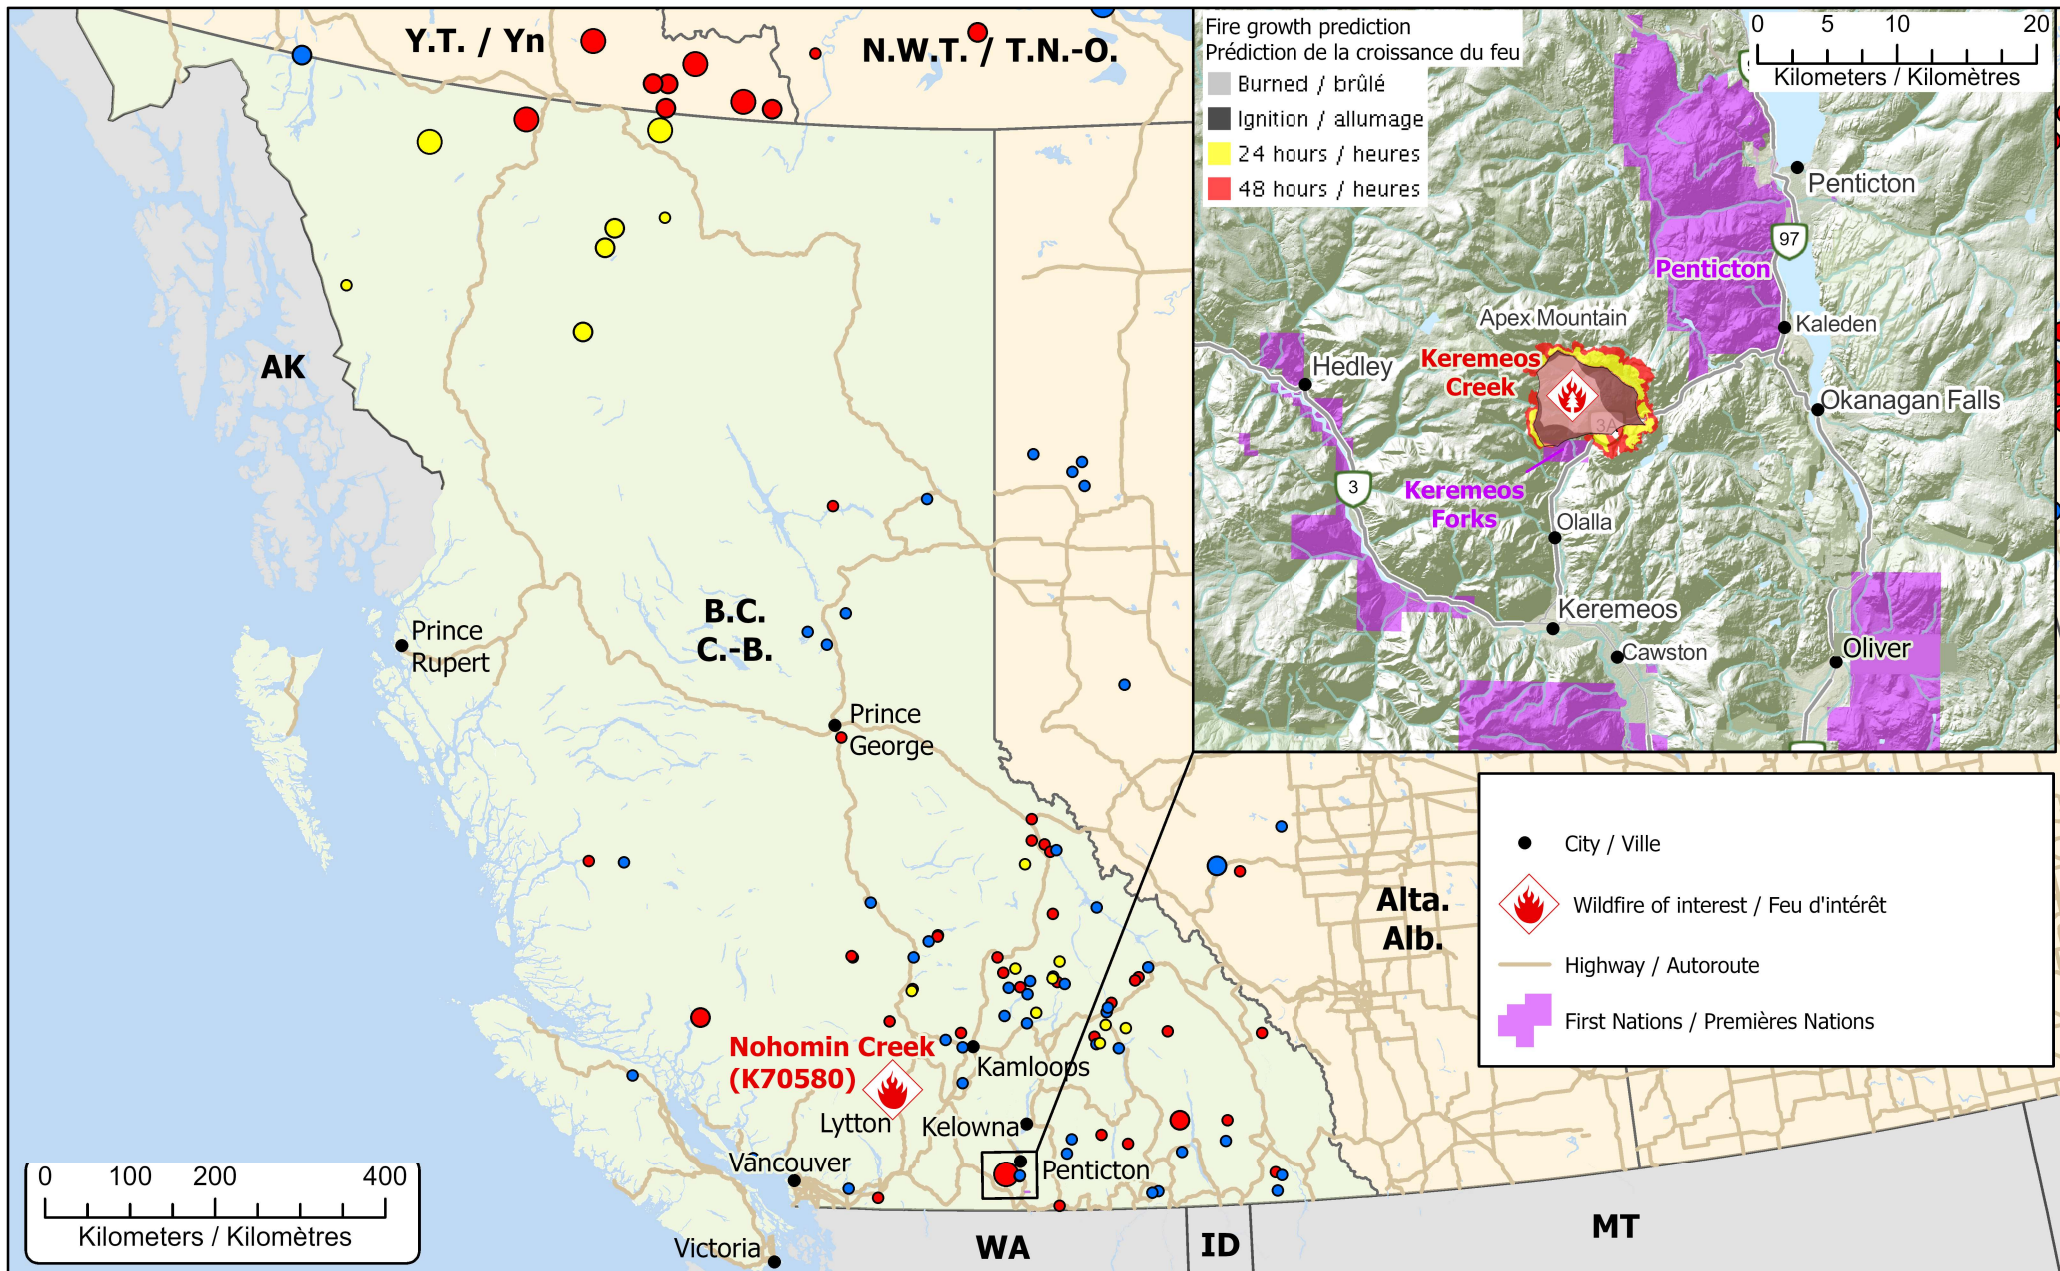 Y.T. / Yn
N.W.T. / T.N.-O.
AK
B.C.
C.-B.
Prince
Rupert
Prince
George
Alta.
Alb.
Nohomin Creek
(K70580)
Kamloops
Lytton
Kelowna
Vancouver
Penticton
Victoria
WA
ID
MT
0 100 200 400
Kilometers / Kilomètres
Fire growth prediction
Prédiction de la croissance du feu
Burned / brûlé
Ignition / allumage
24 hours / heures
48 hours / heures
0 5 10 20
Kilometers / Kilomètres
Penticton
97
Penticton
Apex Mountain
Kaleden
Keremeos
Creek
Hedley
Okanagan Falls
3A
3
Keremeos
Forks
Olalla
Keremeos
Cawston
Oliver
City / Ville
Wildfire of interest / Feu d'intérêt
Highway / Autoroute
First Nations / Premières Nations